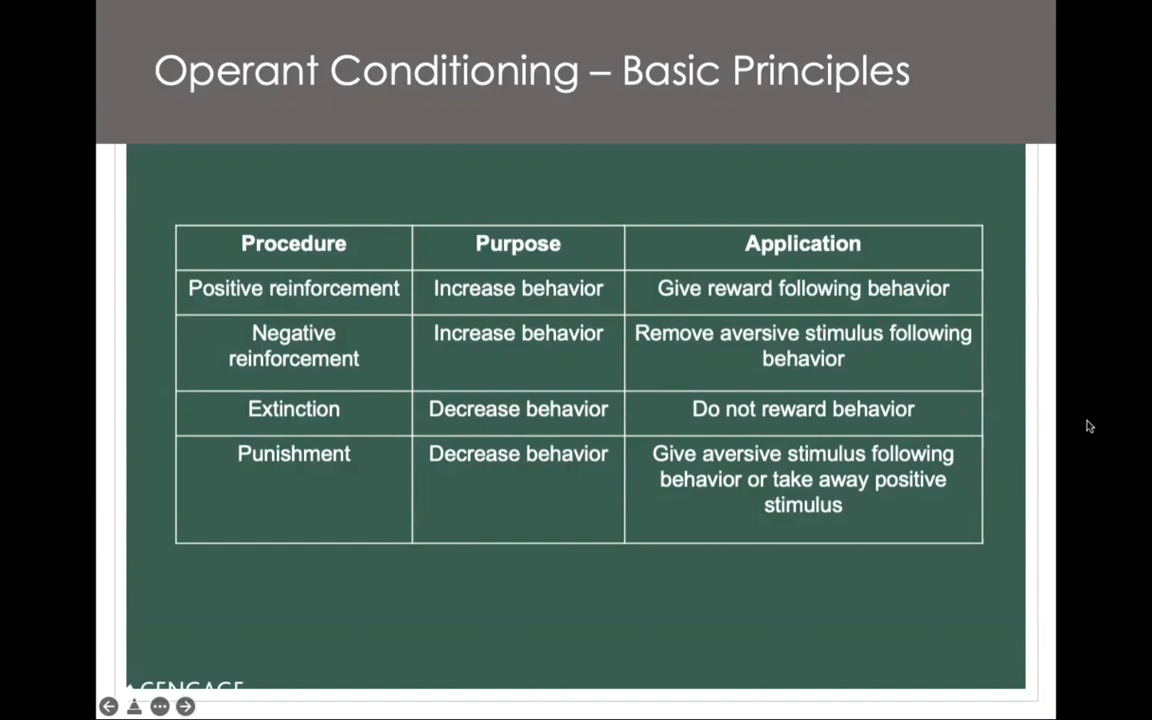 Operant Conditioning – Basic Principles
Procedure
Purpose
Application
Positive reinforcement
Increase behavior
Give reward following behavior
Negative
reinforcement
Increase behavior
Remove aversive stimulus following
behavior
Extinction
Decrease behavior
Do not reward behavior
Punishment
Decrease behavior
Give aversive stimulus following
behavior or take away positive
stimulus
CENGAGE